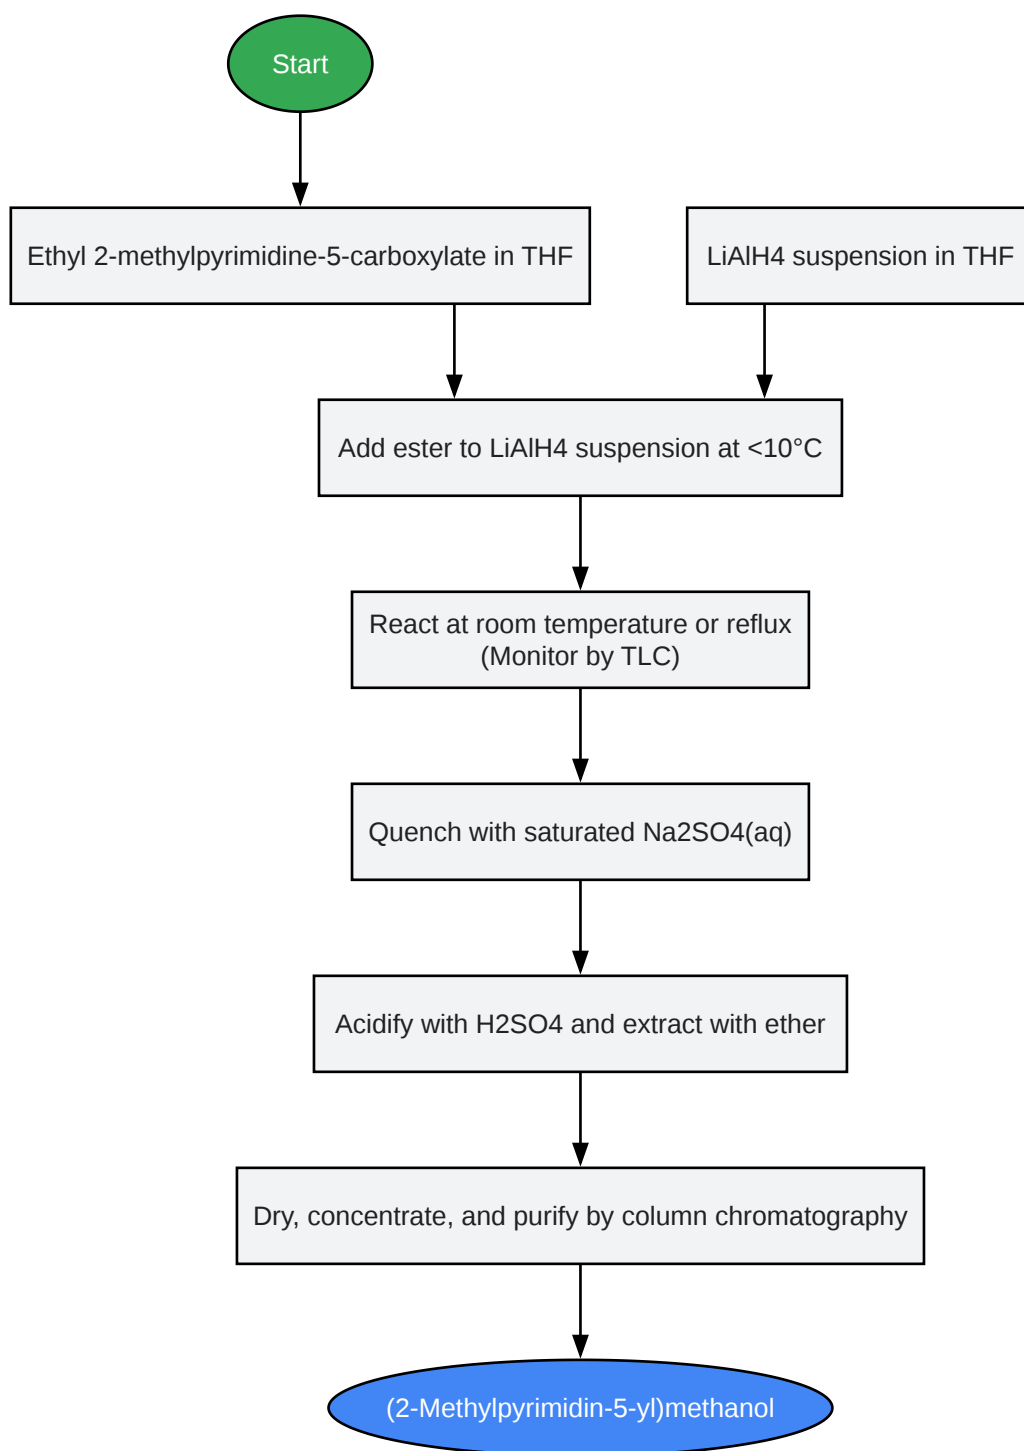 Start
Ethyl 2-methylpyrimidine-5-carboxylate in THF
LiAlH4 suspension in THF
Add ester to LiAlH4 suspension at <10°C
React at room temperature or reflux
(Monitor by TLC)
Quench with saturated Na2SO4(aq)
Acidify with H2SO4 and extract with ether
Dry, concentrate, and purify by column chromatography
(2-Methylpyrimidin-5-yl)methanol